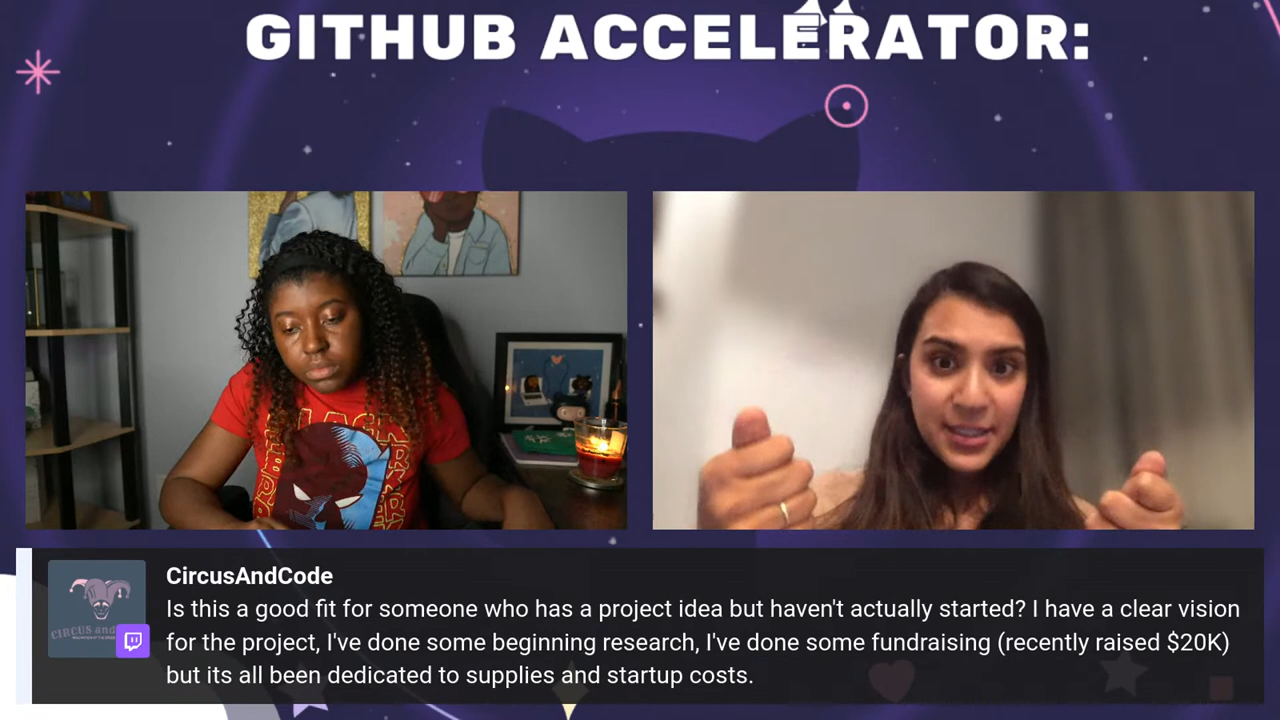 GITHUB ACCELERATOR:
CircusAndCode
Is this a good fit for someone who has a project idea but haven't actually started? I have a clear vision
for the project, I've done some beginning research, I've done some fundraising (recently raised $20K)
but its all been dedicated to supplies and startup costs.